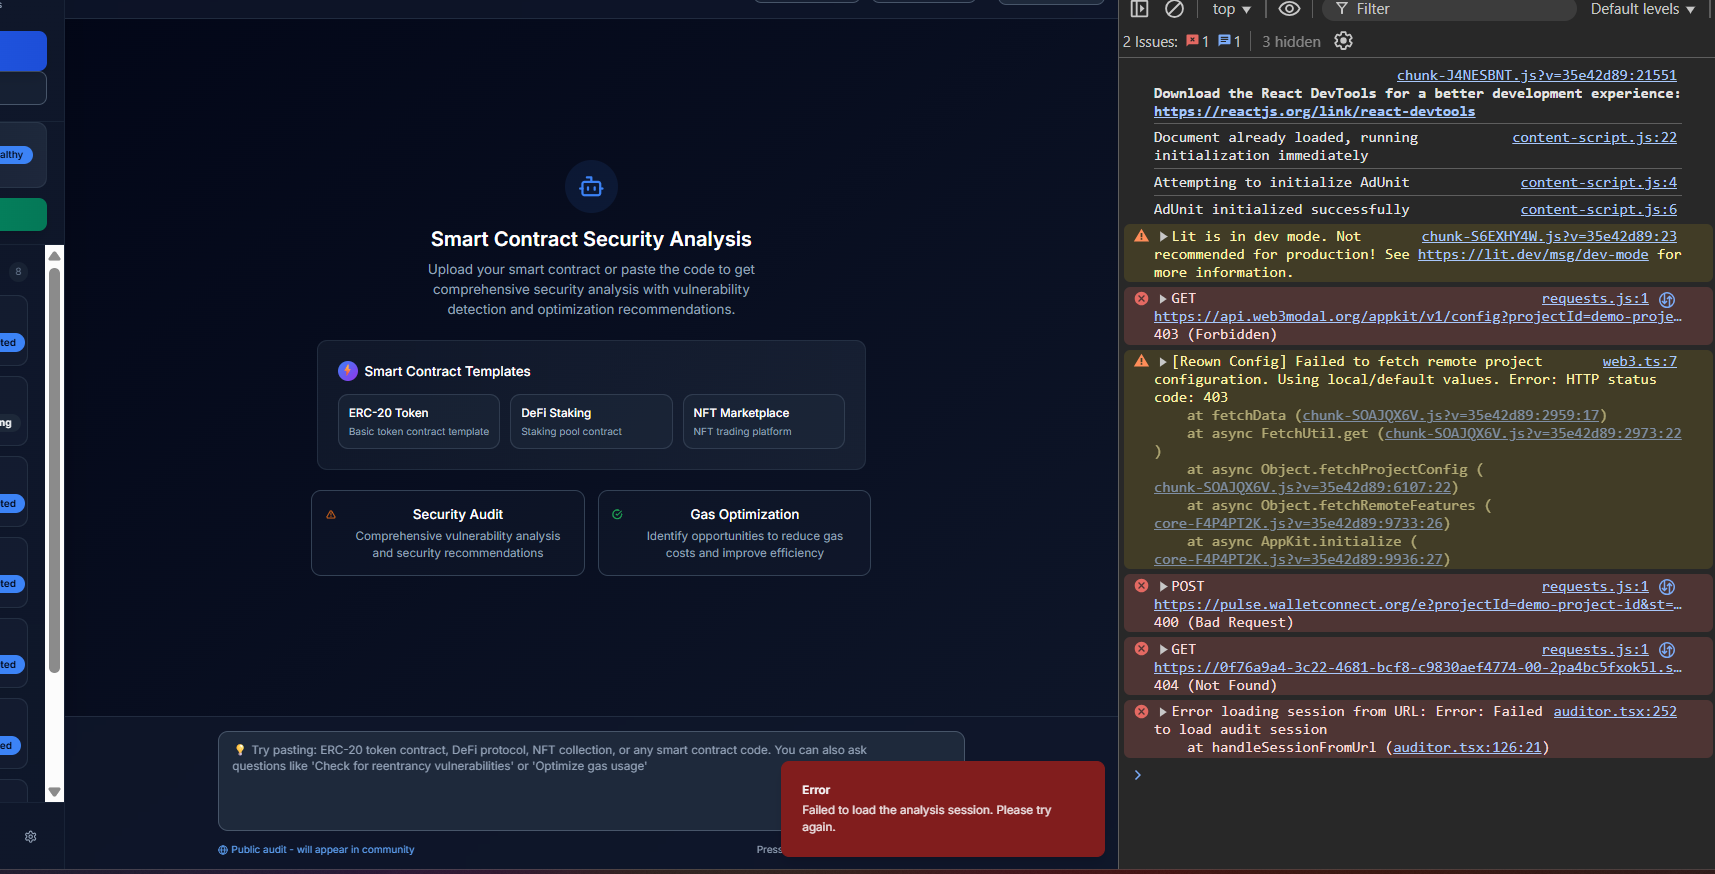 s
althy
8
ted
ng
ted
ted
ted
ed
Smart Contract Security Analysis
Upload your smart contract or paste the code to get
comprehensive security analysis with vulnerability
detection and optimization recommendations.
Smart Contract Templates
ERC-20 Token
Basic token contract template
DeFi Staking
Staking pool contract
NFT Marketplace
NFT trading platform
Security Audit
Comprehensive vulnerability analysis
and security recommendations
Gas Optimization
Identify opportunities to reduce gas
costs and improve efficiency
💡 Try pasting: ERC-20 token contract, DeFi protocol, NFT collection, or any smart contract code. You can also ask
questions like 'Check for reentrancy vulnerabilities' or 'Optimize gas usage'
Public audit - will appear in community
Press
Error
Failed to load the analysis session. Please try
again.
top Filter Default levels
2 Issues: 1 1 3 hidden
chunk-J4NESBNT.js?v=35e42d89:21551
Download the React DevTools for a better development experience:
https://reactjs.org/link/react-devtools
Document already loaded, running content-script.js:22
initialization immediately
Attempting to initialize AdUnit content-script.js:4
AdUnit initialized successfully content-script.js:6
Lit is in dev mode. Not chunk-S6EXHY4W.js?v=35e42d89:23
recommended for production! See https://lit.dev/msg/dev-mode for
more information.
GET requests.js:1
https://api.web3modal.org/appkit/v1/config?projectId=demo-proje…
403 (Forbidden)
[Reown Config] Failed to fetch remote project web3.ts:7
configuration. Using local/default values. Error: HTTP status
code: 403
at fetchData (chunk-SOAJQX6V.js?v=35e42d89:2959:17)
at async FetchUtil.get (chunk-SOAJQX6V.js?v=35e42d89:2973:22
)
at async Object.fetchProjectConfig (
chunk-SOAJQX6V.js?v=35e42d89:6107:22)
at async Object.fetchRemoteFeatures (
core-F4P4PT2K.js?v=35e42d89:9733:26)
at async AppKit.initialize (
core-F4P4PT2K.js?v=35e42d89:9936:27)
POST requests.js:1
https://pulse.walletconnect.org/e?projectId=demo-project-id&st=…
400 (Bad Request)
GET requests.js:1
https://0f76a9a4-3c22-4681-bcf8-c9830aef4774-00-2pa4bc5fxok5l.s…
404 (Not Found)
Error loading session from URL: Error: Failed auditor.tsx:252
to load audit session
at handleSessionFromUrl (auditor.tsx:126:21)